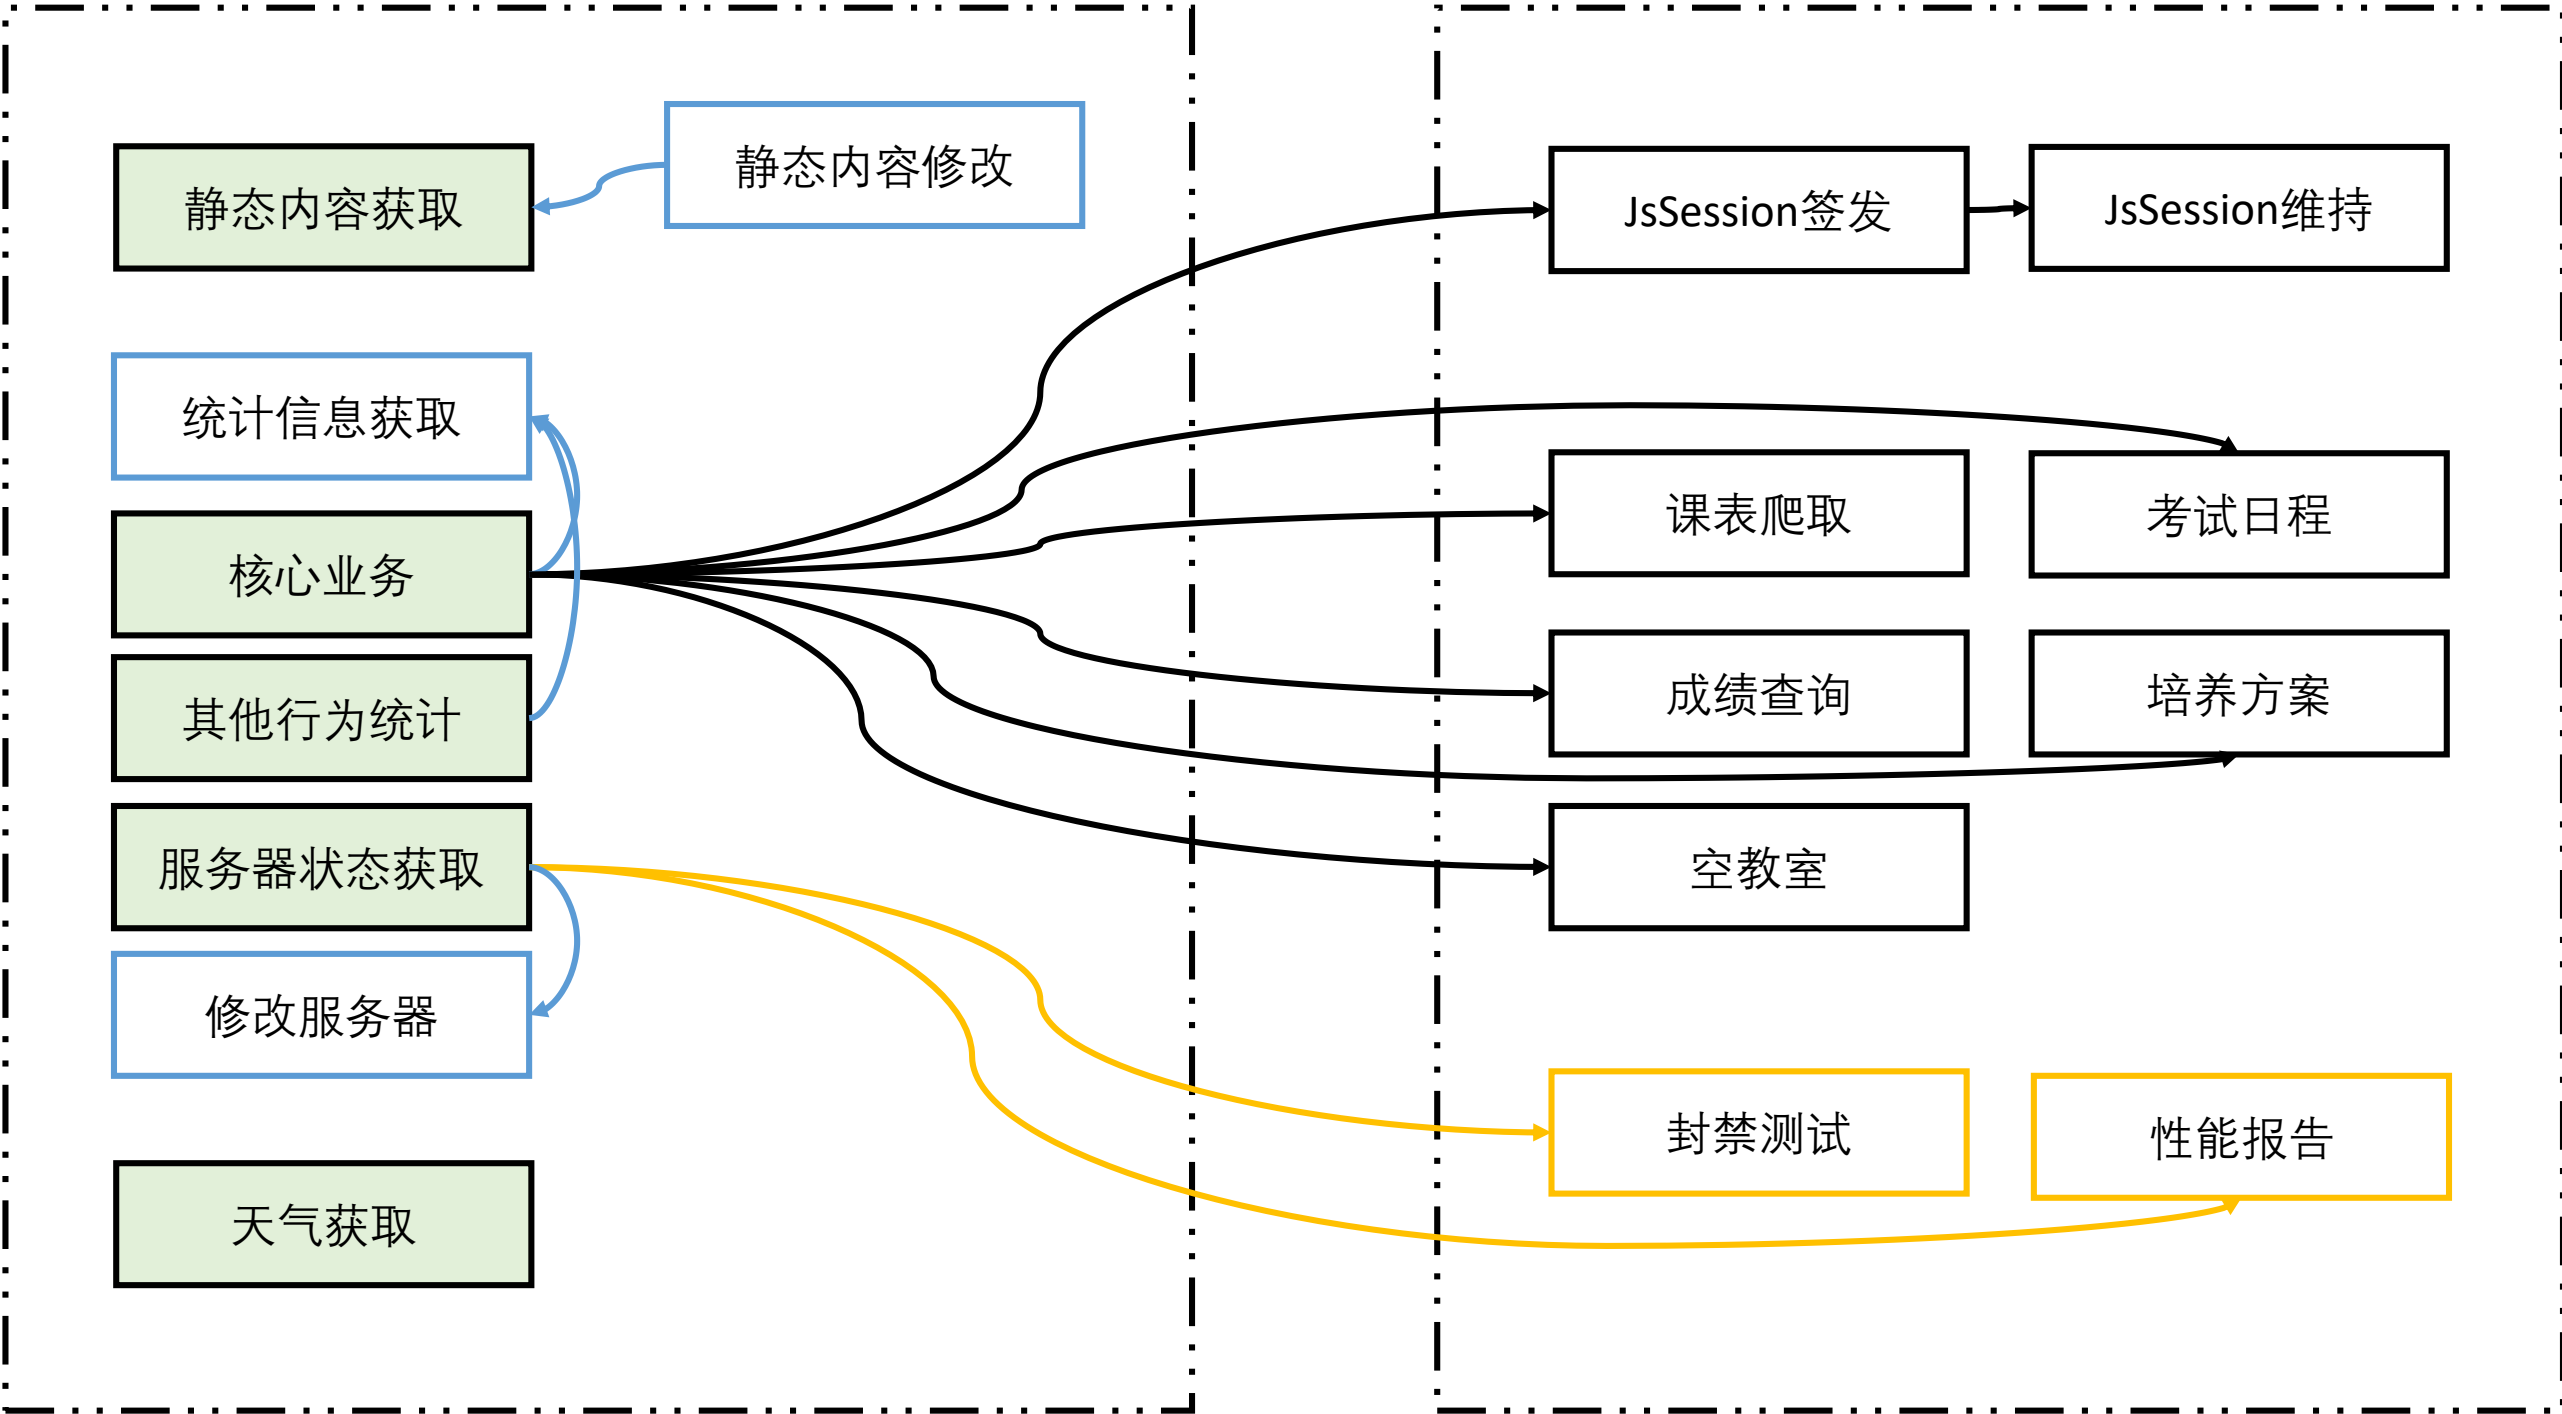 静态内容获取
静态内容修改
统计信息获取
核心业务
其他行为统计
服务器状态获取
修改服务器
天气获取
JsSession签发
JsSession维持
课表爬取
考试日程
成绩查询
培养方案
空教室
封禁测试
性能报告